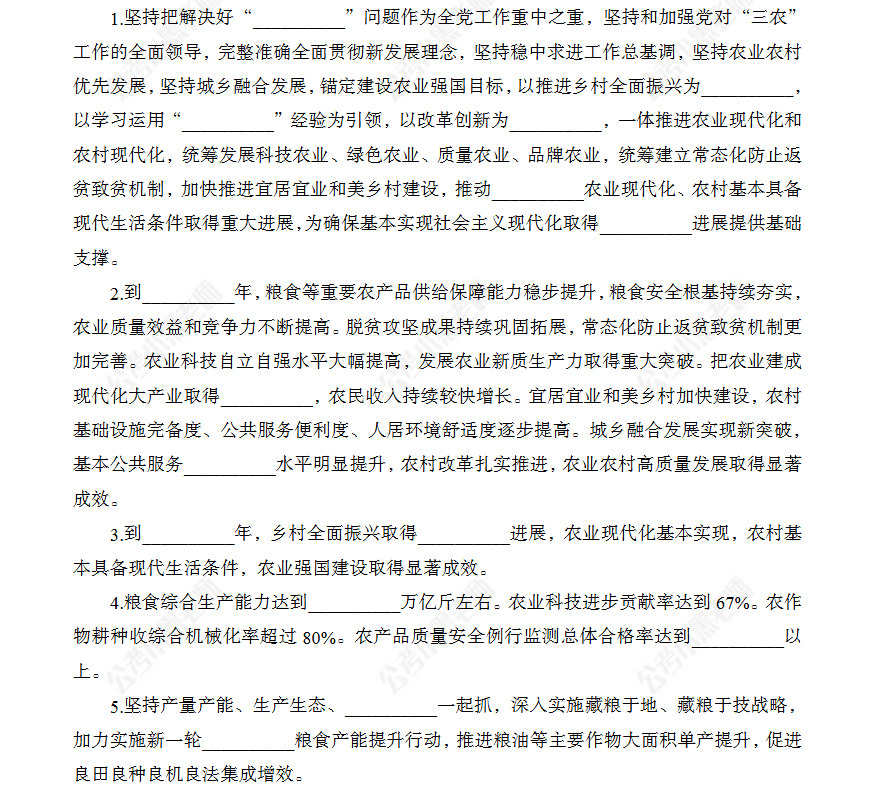 1.坚持把解决好“__________”问题作为全党工作重中之重，坚持和加强党对“三农”
工作的全面领导，完整准确全面贯彻新发展理念，坚持稳中求进工作总基调，坚持农业农村
优先发展，坚持城乡融合发展，锚定建设农业强国目标，以推进乡村全面振兴为__________，
以学习运用“__________”经验为引领，以改革创新为__________，一体推进农业现代化和
农村现代化，统筹发展科技农业、绿色农业、质量农业、品牌农业，统筹建立常态化防止返
贫致贫机制，加快推进宜居宜业和美乡村建设，推动__________农业现代化、农村基本具备
现代生活条件取得重大进展，为确保基本实现社会主义现代化取得__________进展提供基础
支撑。
2.到__________年，粮食等重要农产品供给保障能力稳步提升，粮食安全根基持续夯实，
农业质量效益和竞争力不断提高。脱贫攻坚成果持续巩固拓展，常态化防止返贫致贫机制更
加完善。农业科技自立自强水平大幅提高，发展农业新质生产力取得重大突破。把农业建成
现代化大产业取得__________，农民收入持续较快增长。宜居宜业和美乡村加快建设，农村
基础设施完备度、公共服务便利度、人居环境舒适度逐步提高。城乡融合发展实现新突破，
基本公共服务__________水平明显提升，农村改革扎实推进，农业农村高质量发展取得显著
成效。
3.到__________年，乡村全面振兴取得__________进展，农业现代化基本实现，农村基
本具备现代生活条件，农业强国建设取得显著成效。
4.粮食综合生产能力达到__________万亿斤左右。农业科技进步贡献率达到 67%。农作
物耕种收综合机械化率超过 80%。农产品质量安全例行监测总体合格率达到__________以
上。
5.坚持产量产能、生产生态、__________一起抓，深入实施藏粮于地、藏粮于技战略，
加力实施新一轮__________粮食产能提升行动，推进粮油等主要作物大面积单产提升，促进
良田良种良机良法集成增效。